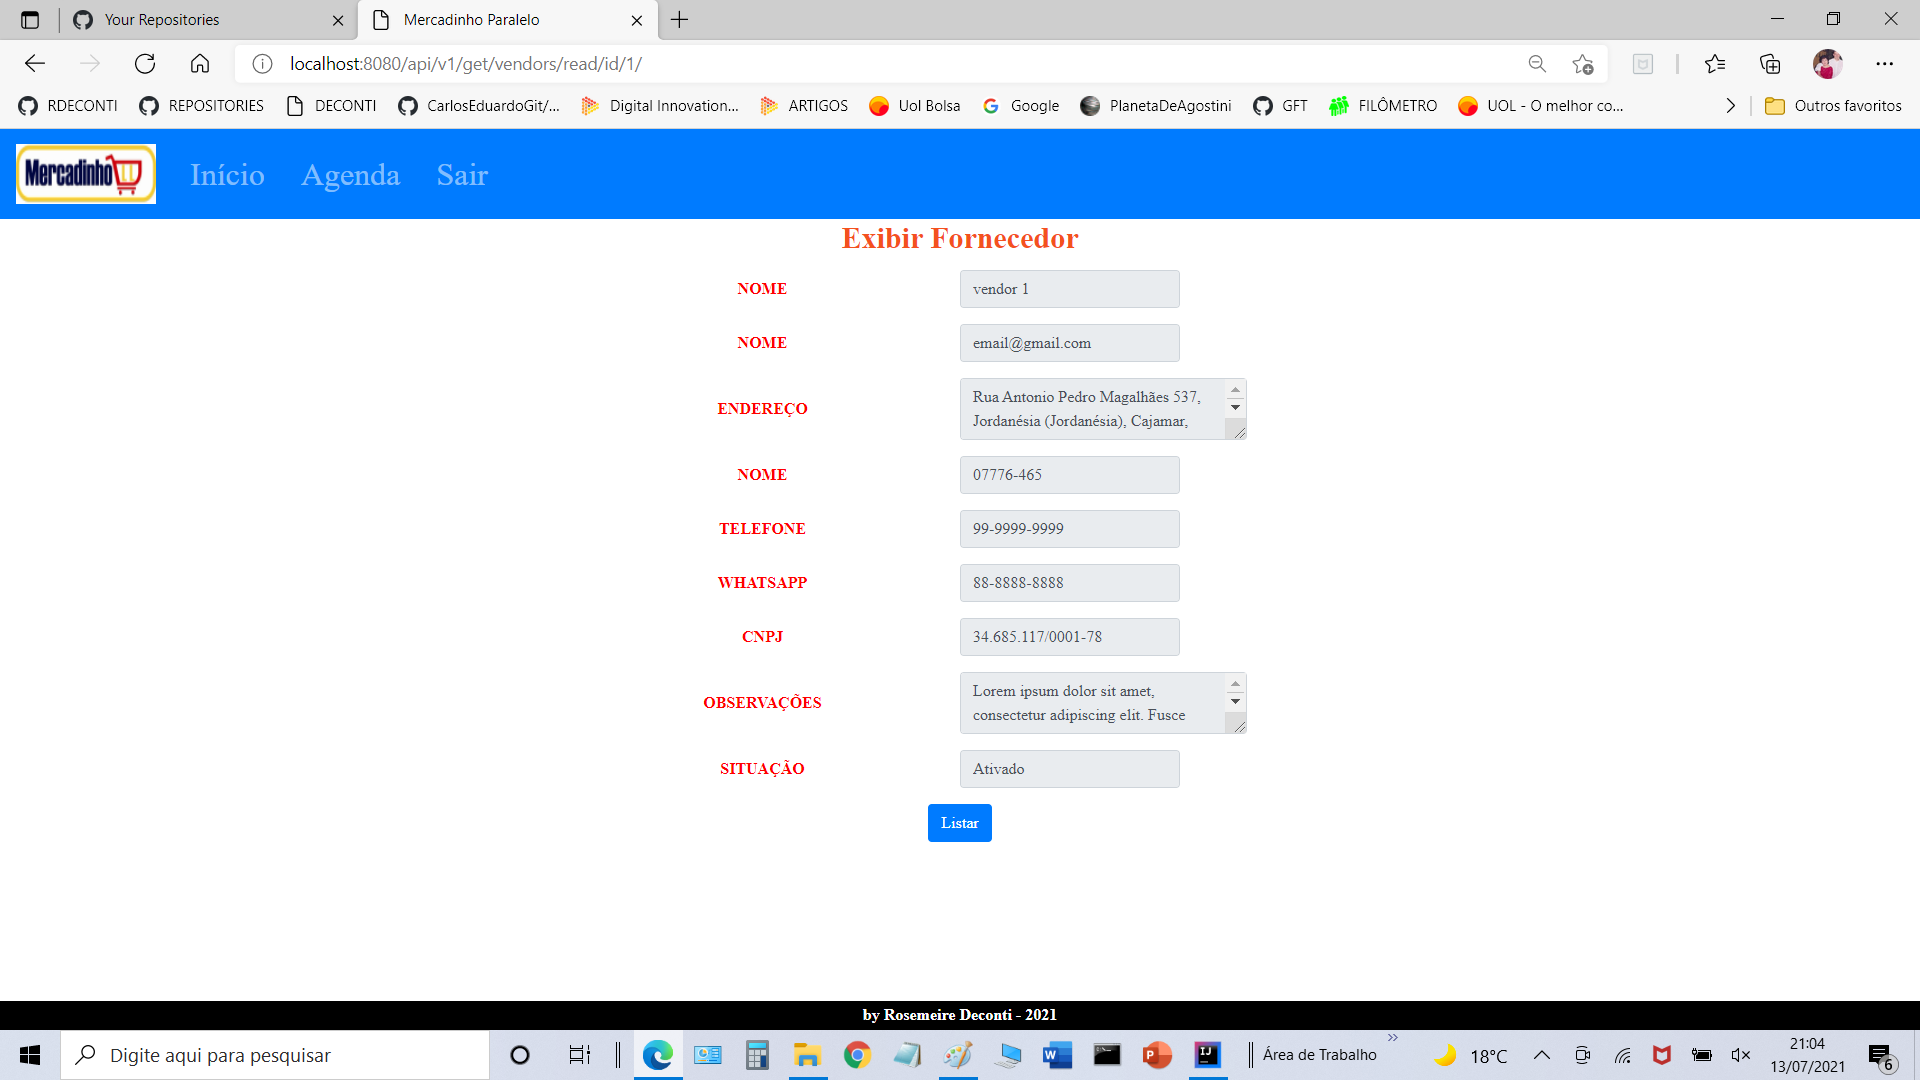 Your Repositories
Mercadinho Paralelo
localhost:8080/api/v1/get/vendors/read/id/1/
RDECONTI
REPOSITORIES
DECONTI
CarlosEduardoGit/...
Digital Innovation...
ARTIGOS
Uol Bolsa
Google
PlanetaDeAgostini
GFT
FILÔMETRO
UOL - O melhor co...
Outros favoritos
Mercadinho
Início
Agenda
Sair
Exibir Fornecedor
NOME
vendor 1
NOME
email@gmail.com
ENDEREÇO
Rua Antonio Pedro Magalhães 537,
Jordanésia (Jordanésia), Cajamar,
NOME
07776-465
TELEFONE
99-9999-9999
WHATSAPP
88-8888-8888
CNPJ
34.685.117/0001-78
OBSERVAÇÕES
Lorem ipsum dolor sit amet,
consectetur adipiscing elit. Fusce
SITUAÇÃO
Ativado
Listar
by Rosemeire Deconti - 2021
Digite aqui para pesquisar
Área de Trabalho
18°C
21:04
13/07/2021
6